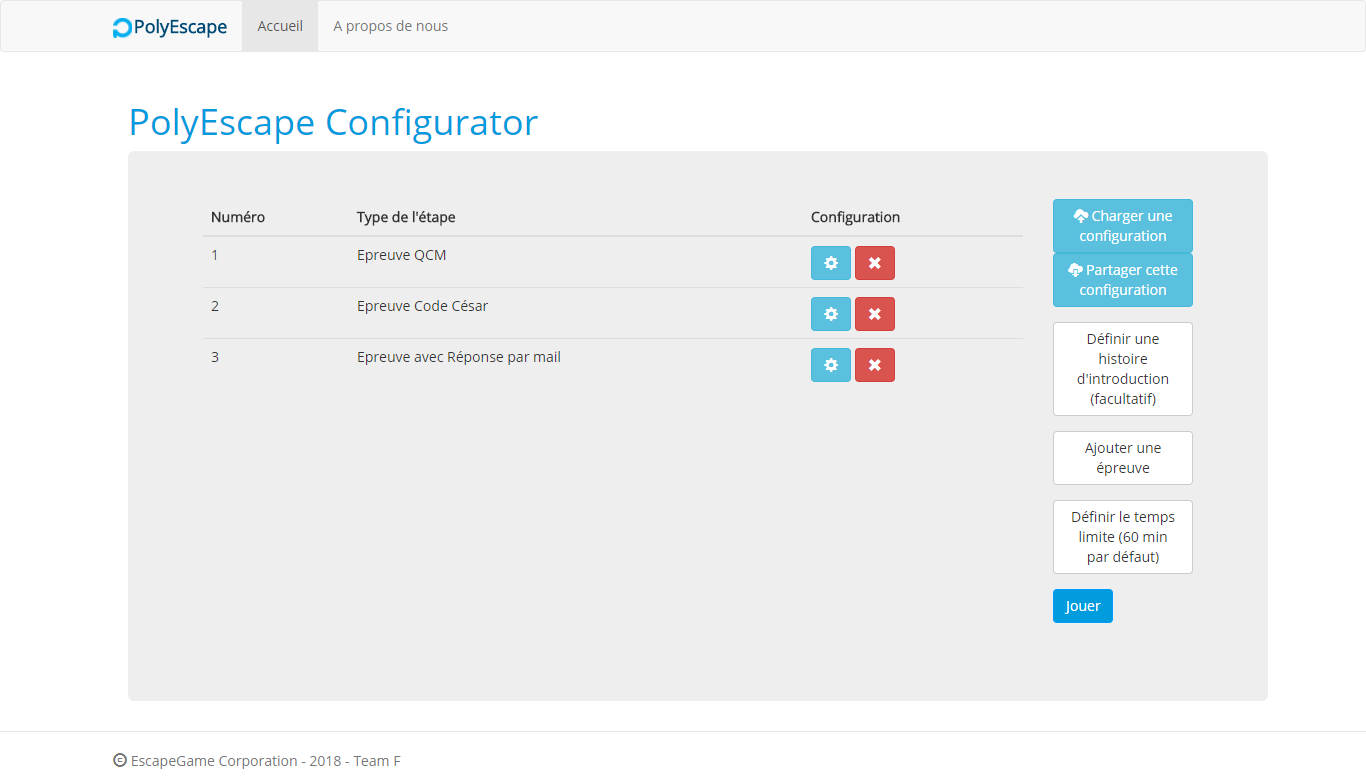 PolyEscape Accueil A propos de nous
PolyEscape Configurator
Numéro Type de l'étape Configuration
1 Epreuve QCM
2 Epreuve Code César
3 Epreuve avec Réponse par mail
Charger une
configuration
Partager cette
configuration
Définir une
histoire
d'introduction
(facultatif)
Ajouter une
épreuve
Définir le temps
limite (60 min
par défaut)
Jouer
© EscapeGame Corporation - 2018 - Team F